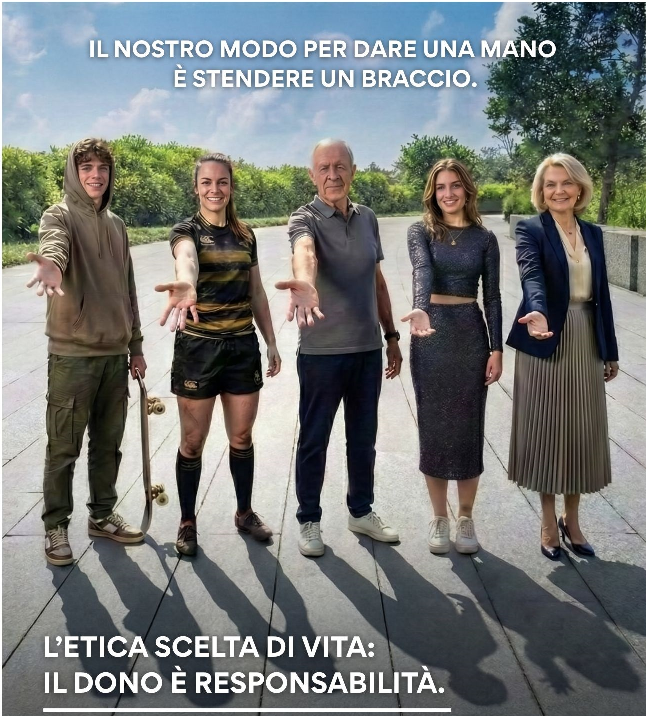 IL NOSTRO MODO PER DARE UNA MANO
È STENDERE UN BRACCIO.
L'ETICA SCELTA DI VITA:
IL DONO È RESPONSABILITÀ.